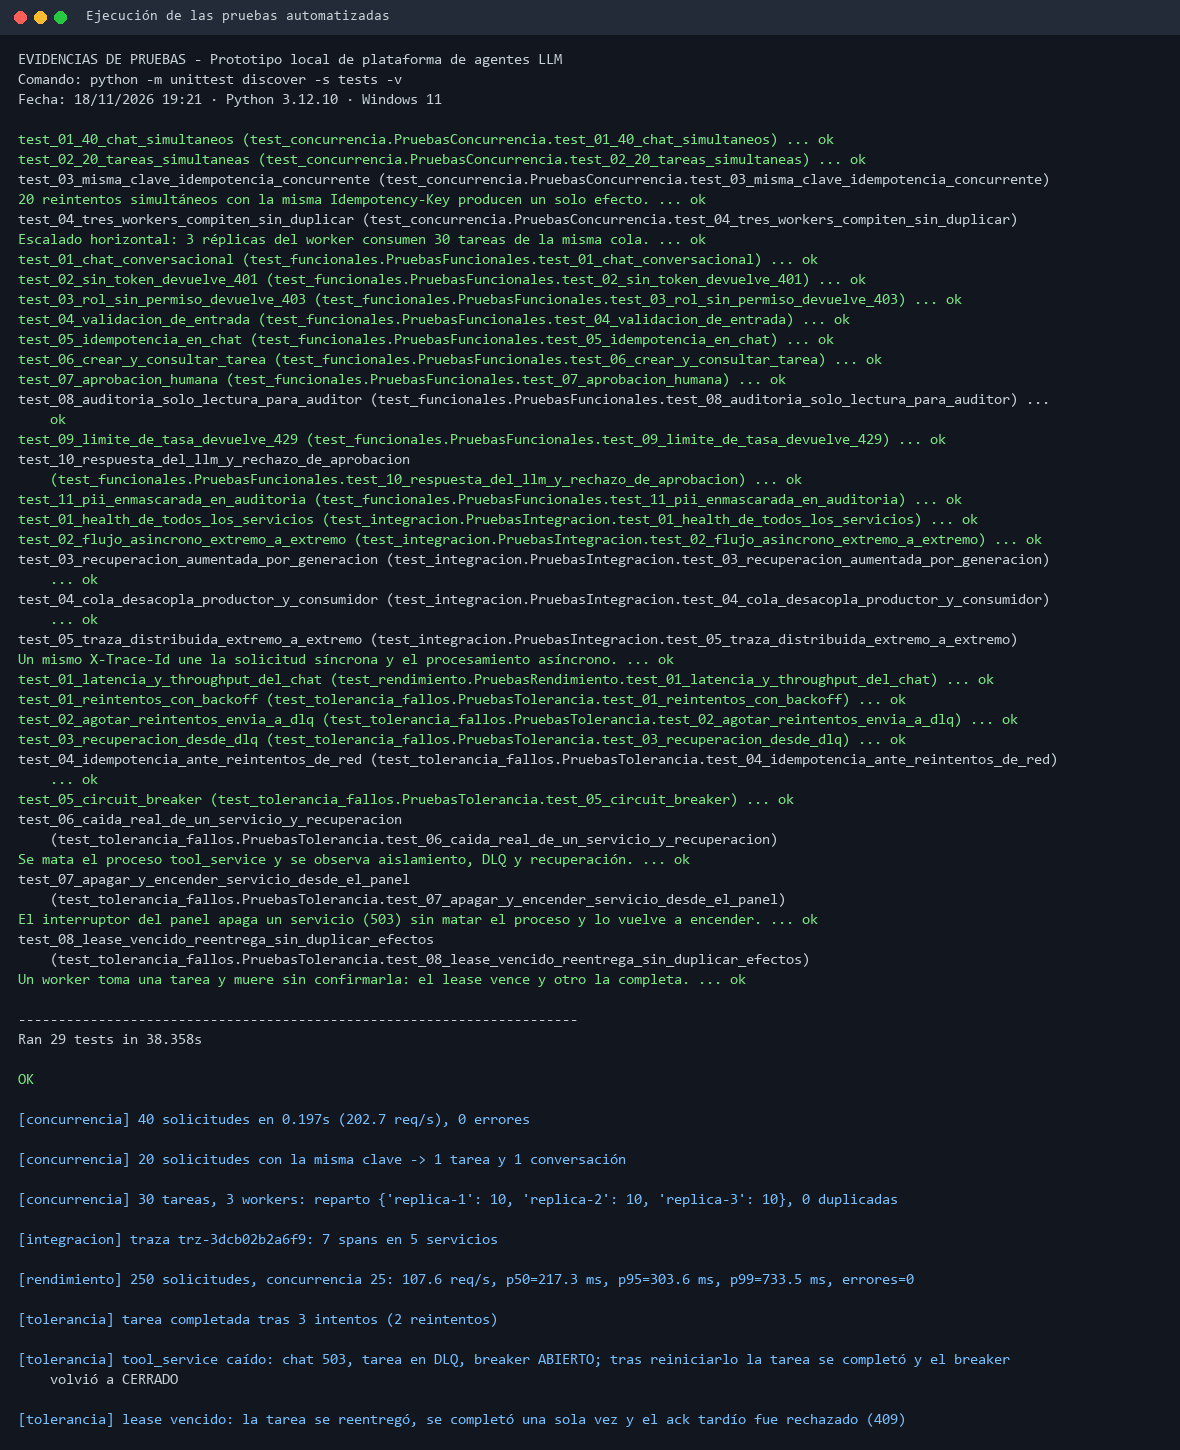 Ejecución de las pruebas automatizadas
EVIDENCIAS DE PRUEBAS - Prototipo local de plataforma de agentes LLM
Comando: python -m unittest discover -s tests -v
Fecha: 18/11/2026 19:21 · Python 3.12.10 · Windows 11
test_01_40_chat_simultaneos (test_concurrencia.PruebasConcurrencia.test_01_40_chat_simultaneos) ... ok
test_02_20_tareas_simultaneas (test_concurrencia.PruebasConcurrencia.test_02_20_tareas_simultaneas) ... ok
test_03_misma_clave_idempotencia_concurrente (test_concurrencia.PruebasConcurrencia.test_03_misma_clave_idempotencia_concurrente)
20 reintentos simultáneos con la misma Idempotency-Key producen un solo efecto. ... ok
test_04_tres_workers_compiten_sin_duplicar (test_concurrencia.PruebasConcurrencia.test_04_tres_workers_compiten_sin_duplicar)
Escalado horizontal: 3 réplicas del worker consumen 30 tareas de la misma cola. ... ok
test_01_chat_conversacional (test_funcionales.PruebasFuncionales.test_01_chat_conversacional) ... ok
test_02_sin_token_devuelve_401 (test_funcionales.PruebasFuncionales.test_02_sin_token_devuelve_401) ... ok
test_03_rol_sin_permiso_devuelve_403 (test_funcionales.PruebasFuncionales.test_03_rol_sin_permiso_devuelve_403) ... ok
test_04_validacion_de_entrada (test_funcionales.PruebasFuncionales.test_04_validacion_de_entrada) ... ok
test_05_idempotencia_en_chat (test_funcionales.PruebasFuncionales.test_05_idempotencia_en_chat) ... ok
test_06_crear_y_consultar_tarea (test_funcionales.PruebasFuncionales.test_06_crear_y_consultar_tarea) ... ok
test_07_aprobacion_humana (test_funcionales.PruebasFuncionales.test_07_aprobacion_humana) ... ok
test_08_auditoria_solo_lectura_para_auditor (test_funcionales.PruebasFuncionales.test_08_auditoria_solo_lectura_para_auditor) ...
ok
test_09_limite_de_tasa_devuelve_429 (test_funcionales.PruebasFuncionales.test_09_limite_de_tasa_devuelve_429) ... ok
test_10_respuesta_del_llm_y_rechazo_de_aprobacion
(test_funcionales.PruebasFuncionales.test_10_respuesta_del_llm_y_rechazo_de_aprobacion) ... ok
test_11_pii_enmascarada_en_auditoria (test_funcionales.PruebasFuncionales.test_11_pii_enmascarada_en_auditoria) ... ok
test_01_health_de_todos_los_servicios (test_integracion.PruebasIntegracion.test_01_health_de_todos_los_servicios) ... ok
test_02_flujo_asincrono_extremo_a_extremo (test_integracion.PruebasIntegracion.test_02_flujo_asincrono_extremo_a_extremo) ... ok
test_03_recuperacion_aumentada_por_generacion (test_integracion.PruebasIntegracion.test_03_recuperacion_aumentada_por_generacion)
... ok
test_04_cola_desacopla_productor_y_consumidor (test_integracion.PruebasIntegracion.test_04_cola_desacopla_productor_y_consumidor)
... ok
test_05_traza_distribuida_extremo_a_extremo (test_integracion.PruebasIntegracion.test_05_traza_distribuida_extremo_a_extremo)
Un mismo X-Trace-Id une la solicitud síncrona y el procesamiento asíncrono. ... ok
test_01_latencia_y_throughput_del_chat (test_rendimiento.PruebasRendimiento.test_01_latencia_y_throughput_del_chat) ... ok
test_01_reintentos_con_backoff (test_tolerancia_fallos.PruebasTolerancia.test_01_reintentos_con_backoff) ... ok
test_02_agotar_reintentos_envia_a_dlq (test_tolerancia_fallos.PruebasTolerancia.test_02_agotar_reintentos_envia_a_dlq) ... ok
test_03_recuperacion_desde_dlq (test_tolerancia_fallos.PruebasTolerancia.test_03_recuperacion_desde_dlq) ... ok
test_04_idempotencia_ante_reintentos_de_red (test_tolerancia_fallos.PruebasTolerancia.test_04_idempotencia_ante_reintentos_de_red)
... ok
test_05_circuit_breaker (test_tolerancia_fallos.PruebasTolerancia.test_05_circuit_breaker) ... ok
test_06_caida_real_de_un_servicio_y_recuperacion
(test_tolerancia_fallos.PruebasTolerancia.test_06_caida_real_de_un_servicio_y_recuperacion)
Se mata el proceso tool_service y se observa aislamiento, DLQ y recuperación. ... ok
test_07_apagar_y_encender_servicio_desde_el_panel
(test_tolerancia_fallos.PruebasTolerancia.test_07_apagar_y_encender_servicio_desde_el_panel)
El interruptor del panel apaga un servicio (503) sin matar el proceso y lo vuelve a encender. ... ok
test_08_lease_vencido_reentrega_sin_duplicar_efectos
(test_tolerancia_fallos.PruebasTolerancia.test_08_lease_vencido_reentrega_sin_duplicar_efectos)
Un worker toma una tarea y muere sin confirmarla: el lease vence y otro la completa. ... ok
----------------------------------------------------------------------
Ran 29 tests in 38.358s
OK
[concurrencia] 40 solicitudes en 0.197s (202.7 req/s), 0 errores
[concurrencia] 20 solicitudes con la misma clave -> 1 tarea y 1 conversación
[concurrencia] 30 tareas, 3 workers: reparto {'replica-1': 10, 'replica-2': 10, 'replica-3': 10}, 0 duplicadas
[integracion] traza trz-3dcb02b2a6f9: 7 spans en 5 servicios
[rendimiento] 250 solicitudes, concurrencia 25: 107.6 req/s, p50=217.3 ms, p95=303.6 ms, p99=733.5 ms, errores=0
[tolerancia] tarea completada tras 3 intentos (2 reintentos)
[tolerancia] tool_service caído: chat 503, tarea en DLQ, breaker ABIERTO; tras reiniciarlo la tarea se completó y el breaker
volvió a CERRADO
[tolerancia] lease vencido: la tarea se reentregó, se completó una sola vez y el ack tardío fue rechazado (409)